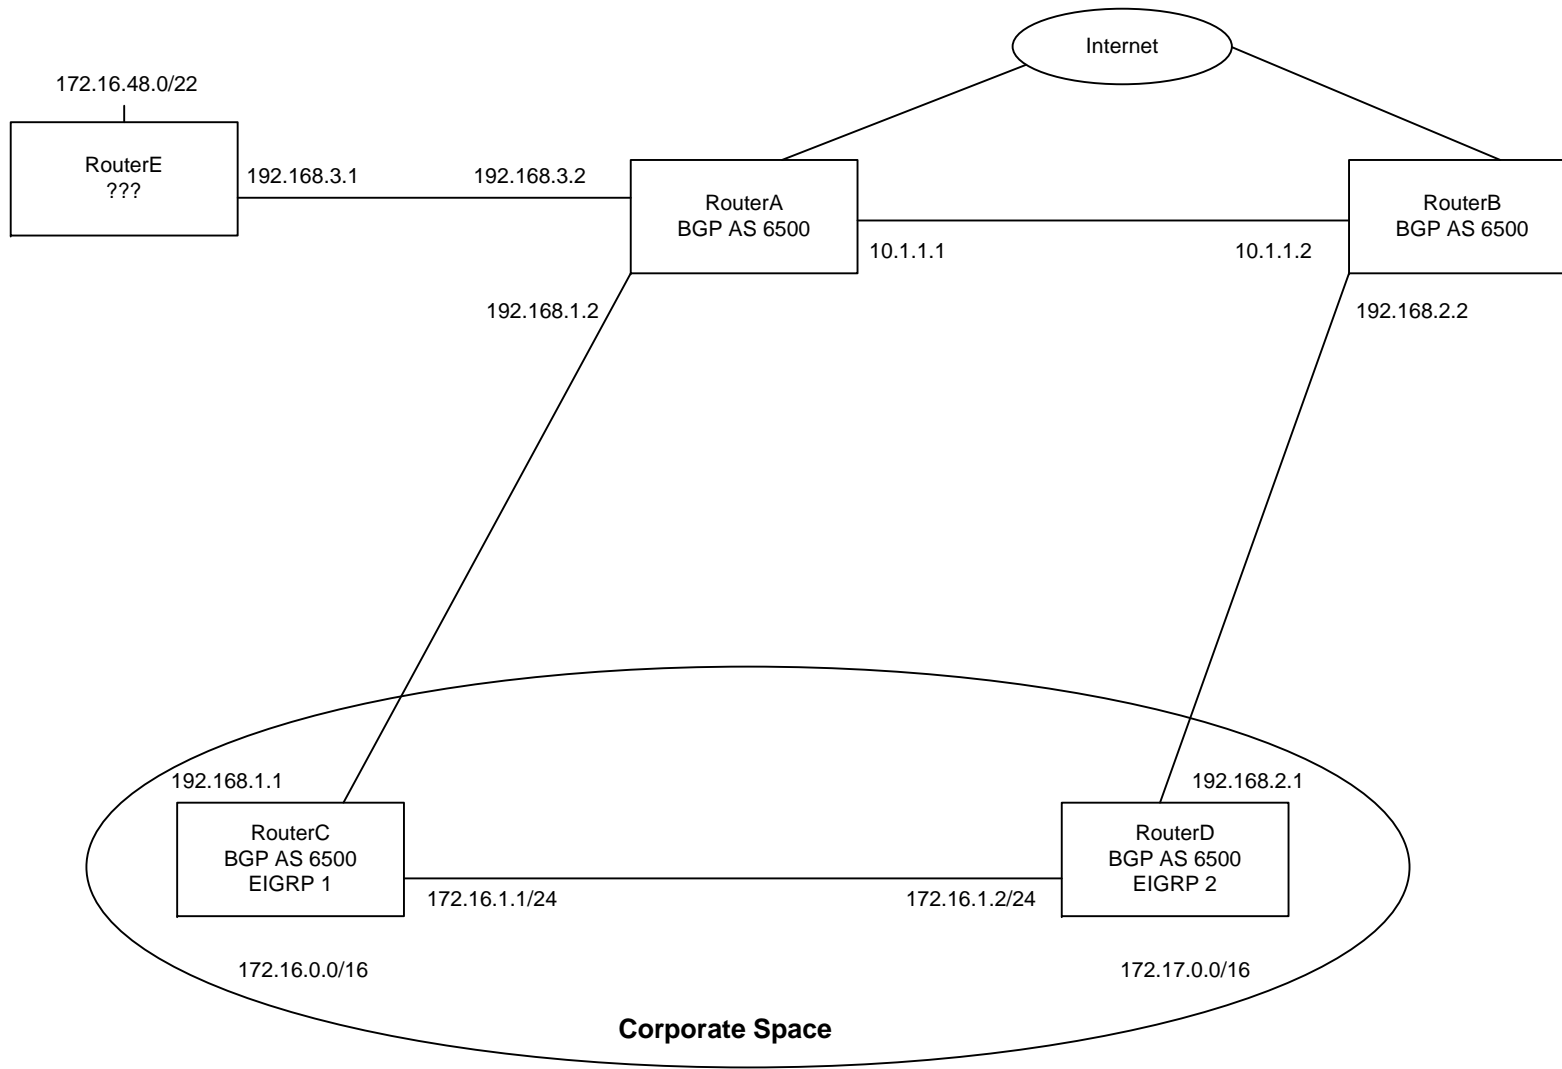 Internet
172.16.48.0/22
RouterE
???
192.168.3.1
192.168.3.2
RouterA
BGP AS 6500
RouterB
BGP AS 6500
10.1.1.1
10.1.1.2
192.168.1.2
192.168.2.2
192.168.1.1
192.168.2.1
RouterC
BGP AS 6500
EIGRP 1
RouterD
BGP AS 6500
EIGRP 2
172.16.1.1/24
172.16.1.2/24
172.16.0.0/16
172.17.0.0/16
Corporate Space